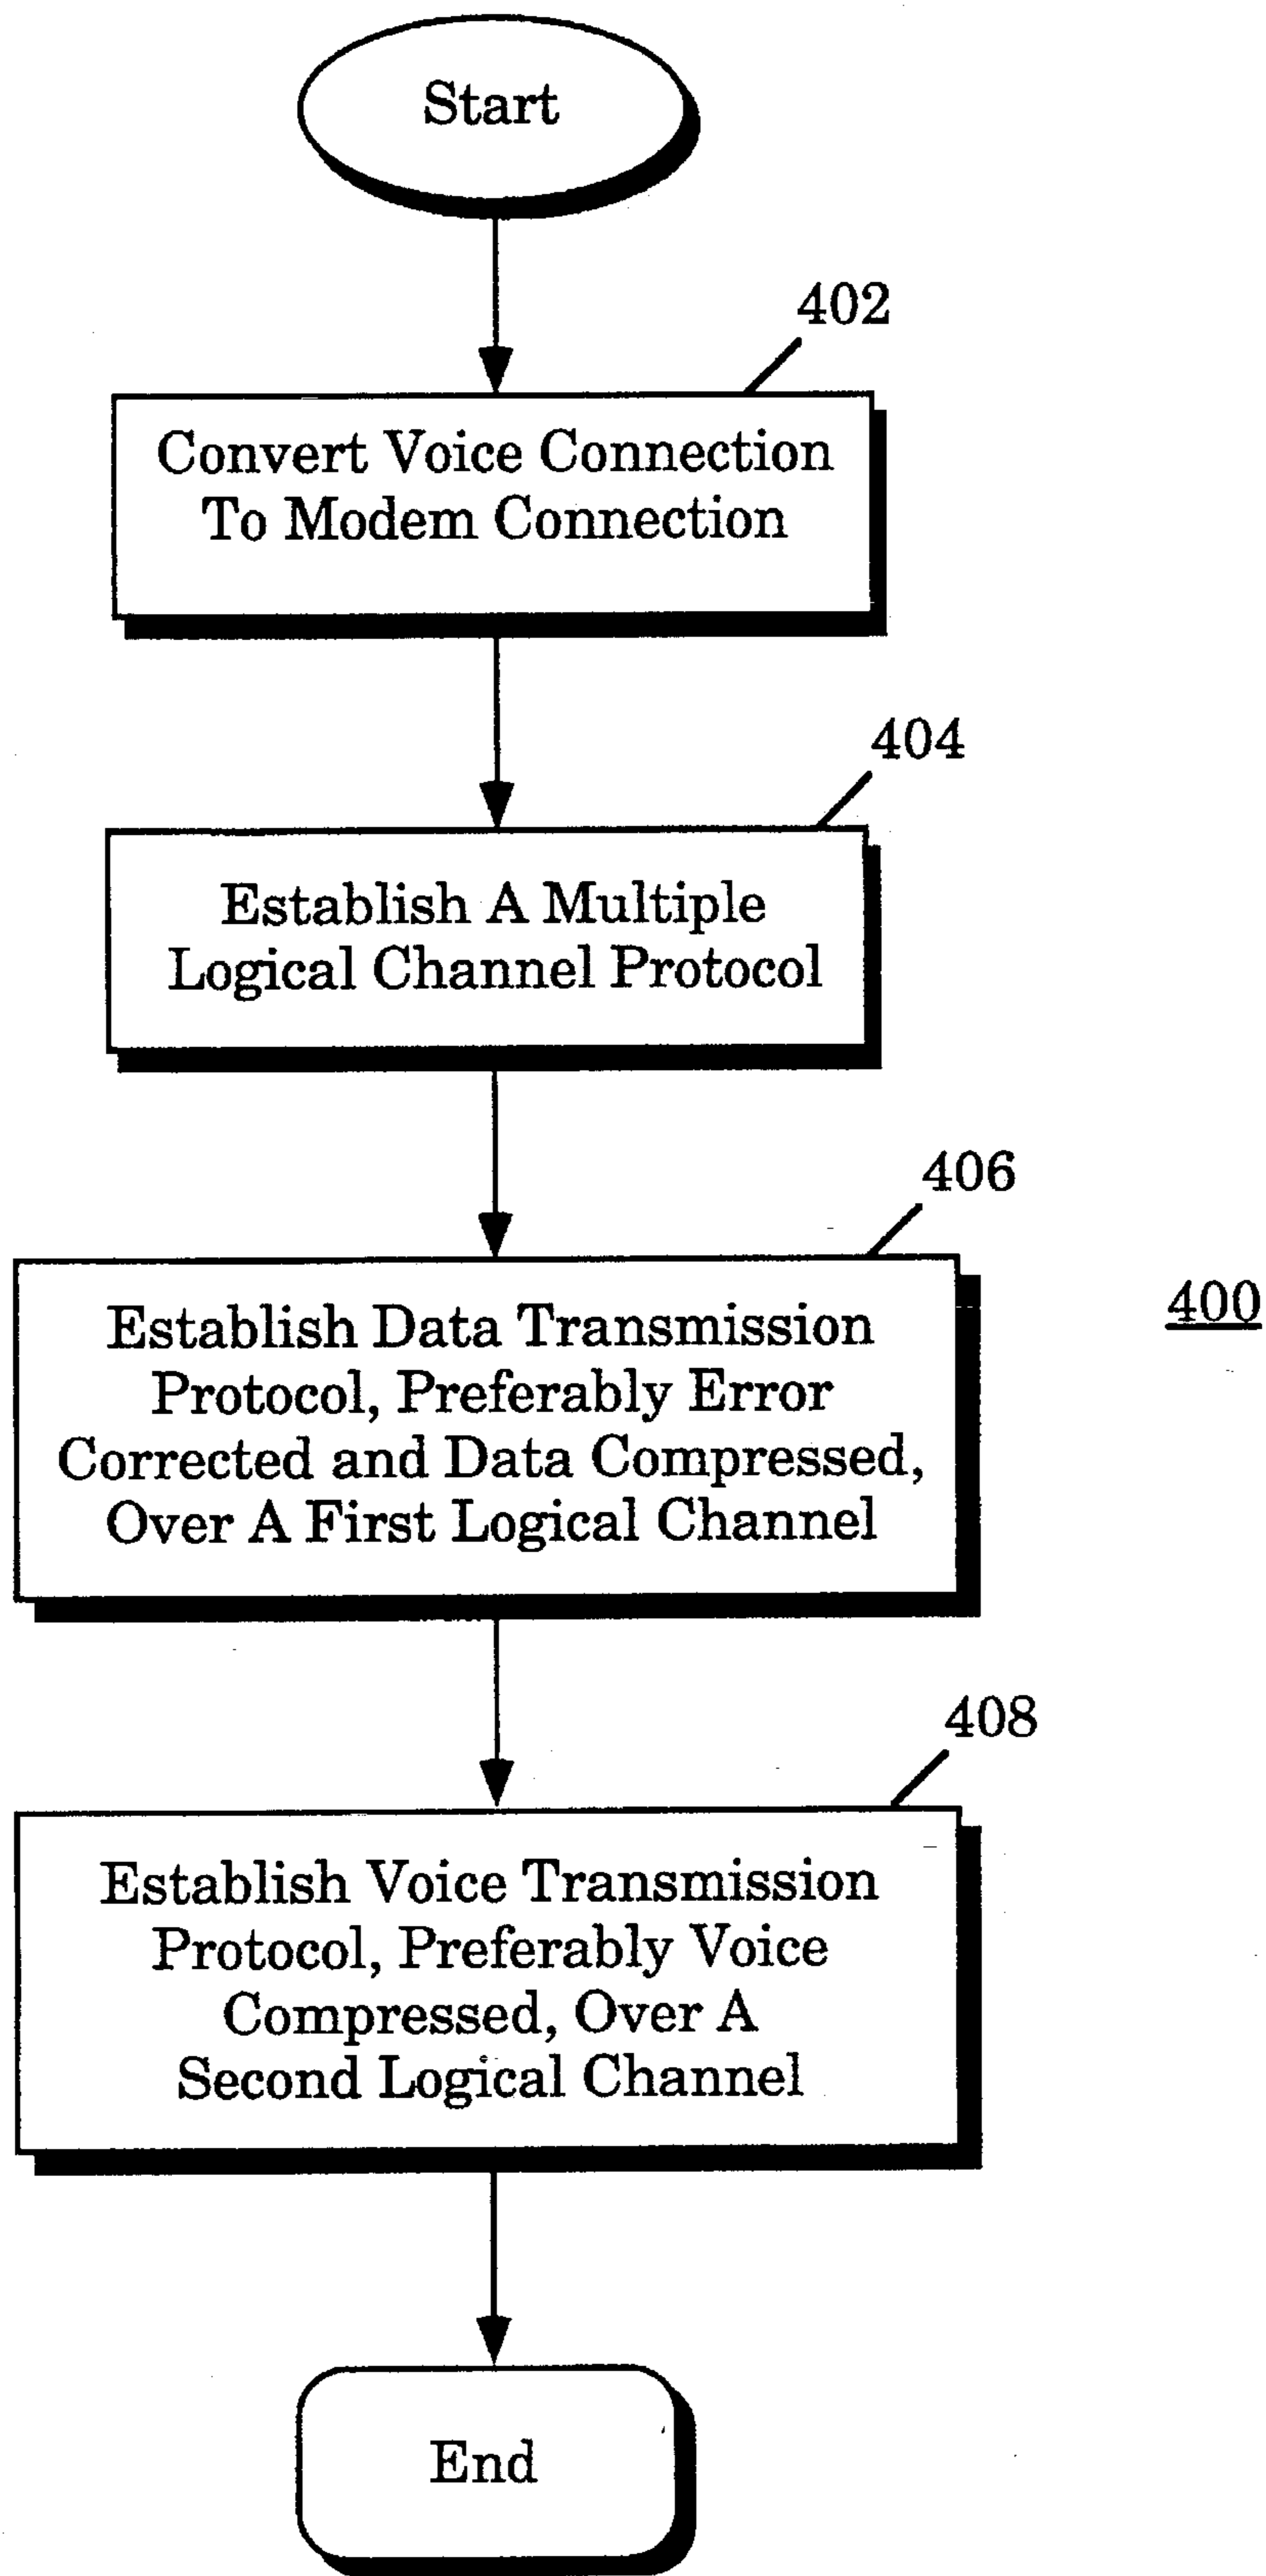 Start
402
Convert Voice Connection
To Modem Connection
404
Establish A Multiple
Logical Channel Protocol
406
400
Establish Data Transmission
Protocol, Preferably Error
Corrected and Data Compressed,
Over A First Logical Channel
408
Establish Voice Transmission
Protocol, Preferably Voice
Compressed, Over A
Second Logical Channel
End